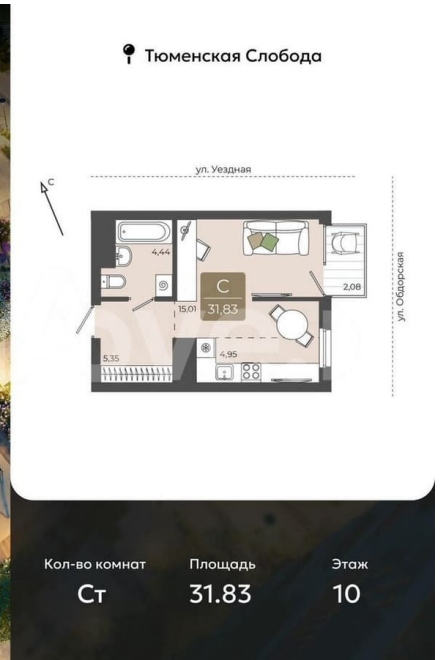 Тюменская Слобода
ул. Уездная
С
4,44
С
31,83
15,01
2,08
ул. Обдорская
5,35
4,95
Кол-во комнат
Площадь
Этаж
Ст
31.83
10